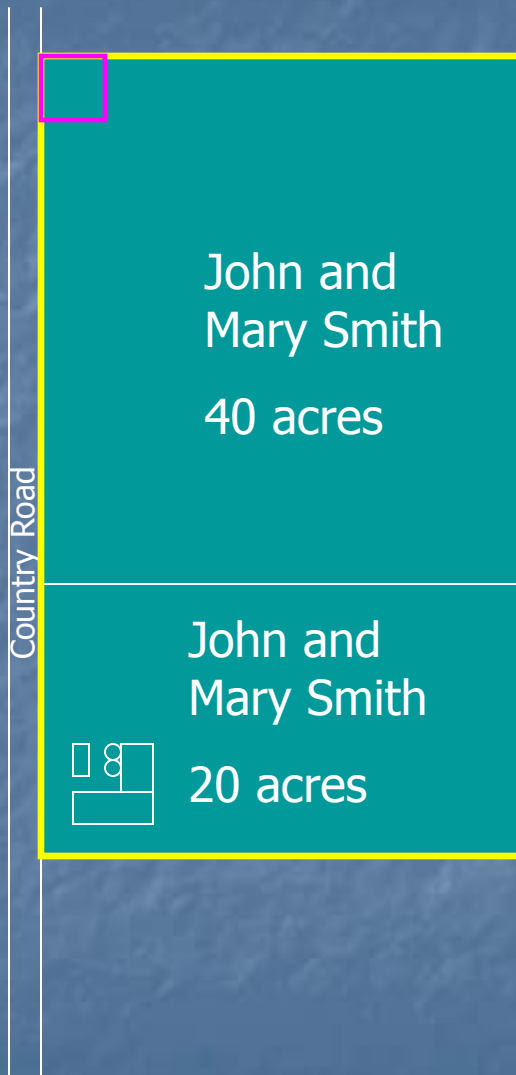 John and
Mary Smith
40 acres
Country Road
John and
Mary Smith
20 acres